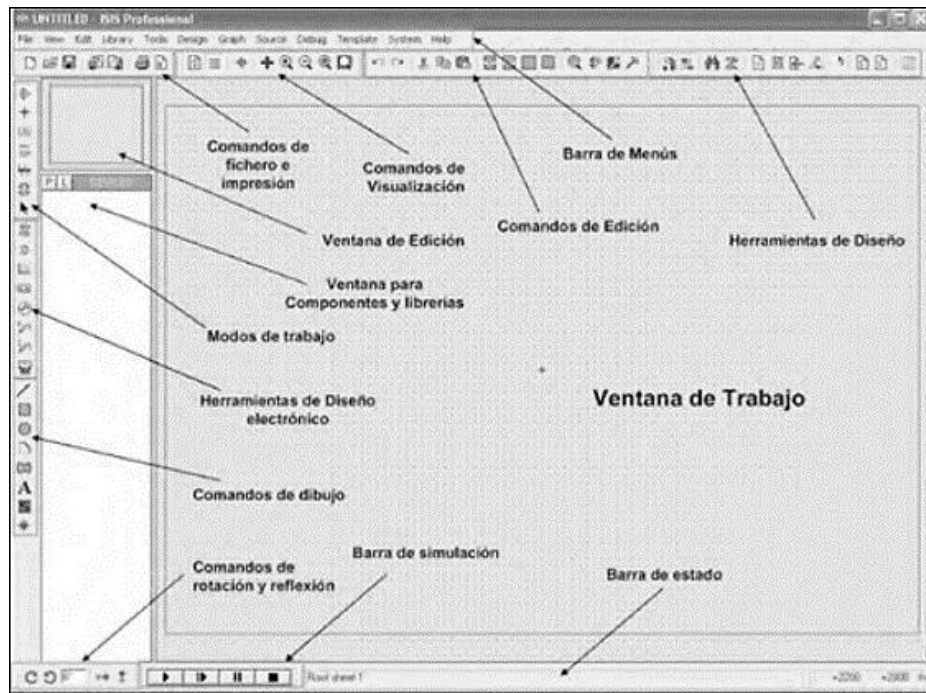 UNTITLED - ISIS Professional
File View Edit Library Tools Design Graph Source Debug Template System Help
Comandos de
fichero e
impresión
Comandos de
Visualización
Barra de Menús
Comandos de Edición
Herramientas de Diseño
Ventana de Edición
P L
Ventana para
Componentes y librerias
Modos de trabajo
Ventana de Trabajo
Herramientas de Diseño
electrónico
A
Comandos de dibujo
Barra de simulación
Comandos de
rotación y reflexión
Barra de estado
Root sheet 1